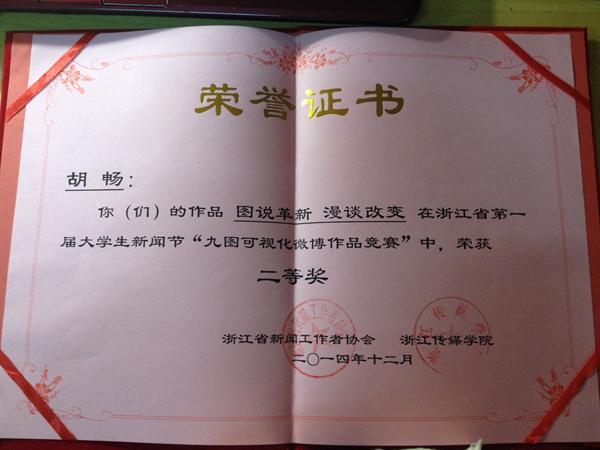 荣誉证书
胡 畅：
你（们）的作品 图说革新 漫谈改变 在浙江省第一
届大学生新闻节“九图可视化微博作品竞赛”中，荣获
二等奖
浙江省新闻工作者协会 浙江传媒学院
二〇一四年十二月